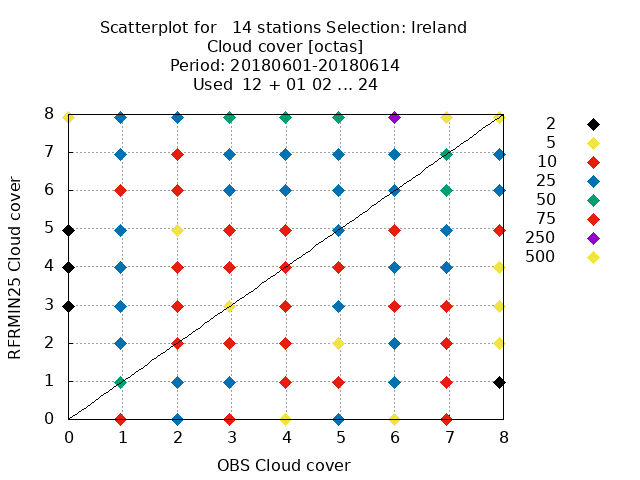 Scatterplot for   14 stations Selection: Ireland
Cloud cover [octas]
Period: 20180601-20180614
Used  12 + 01 02 ... 24
8
7
6
5
4
3
2
1
0
RFRMIN25 Cloud cover
0 1 2 3 4 5 6 7 8
OBS Cloud cover
2
5
10
25
50
75
250
500